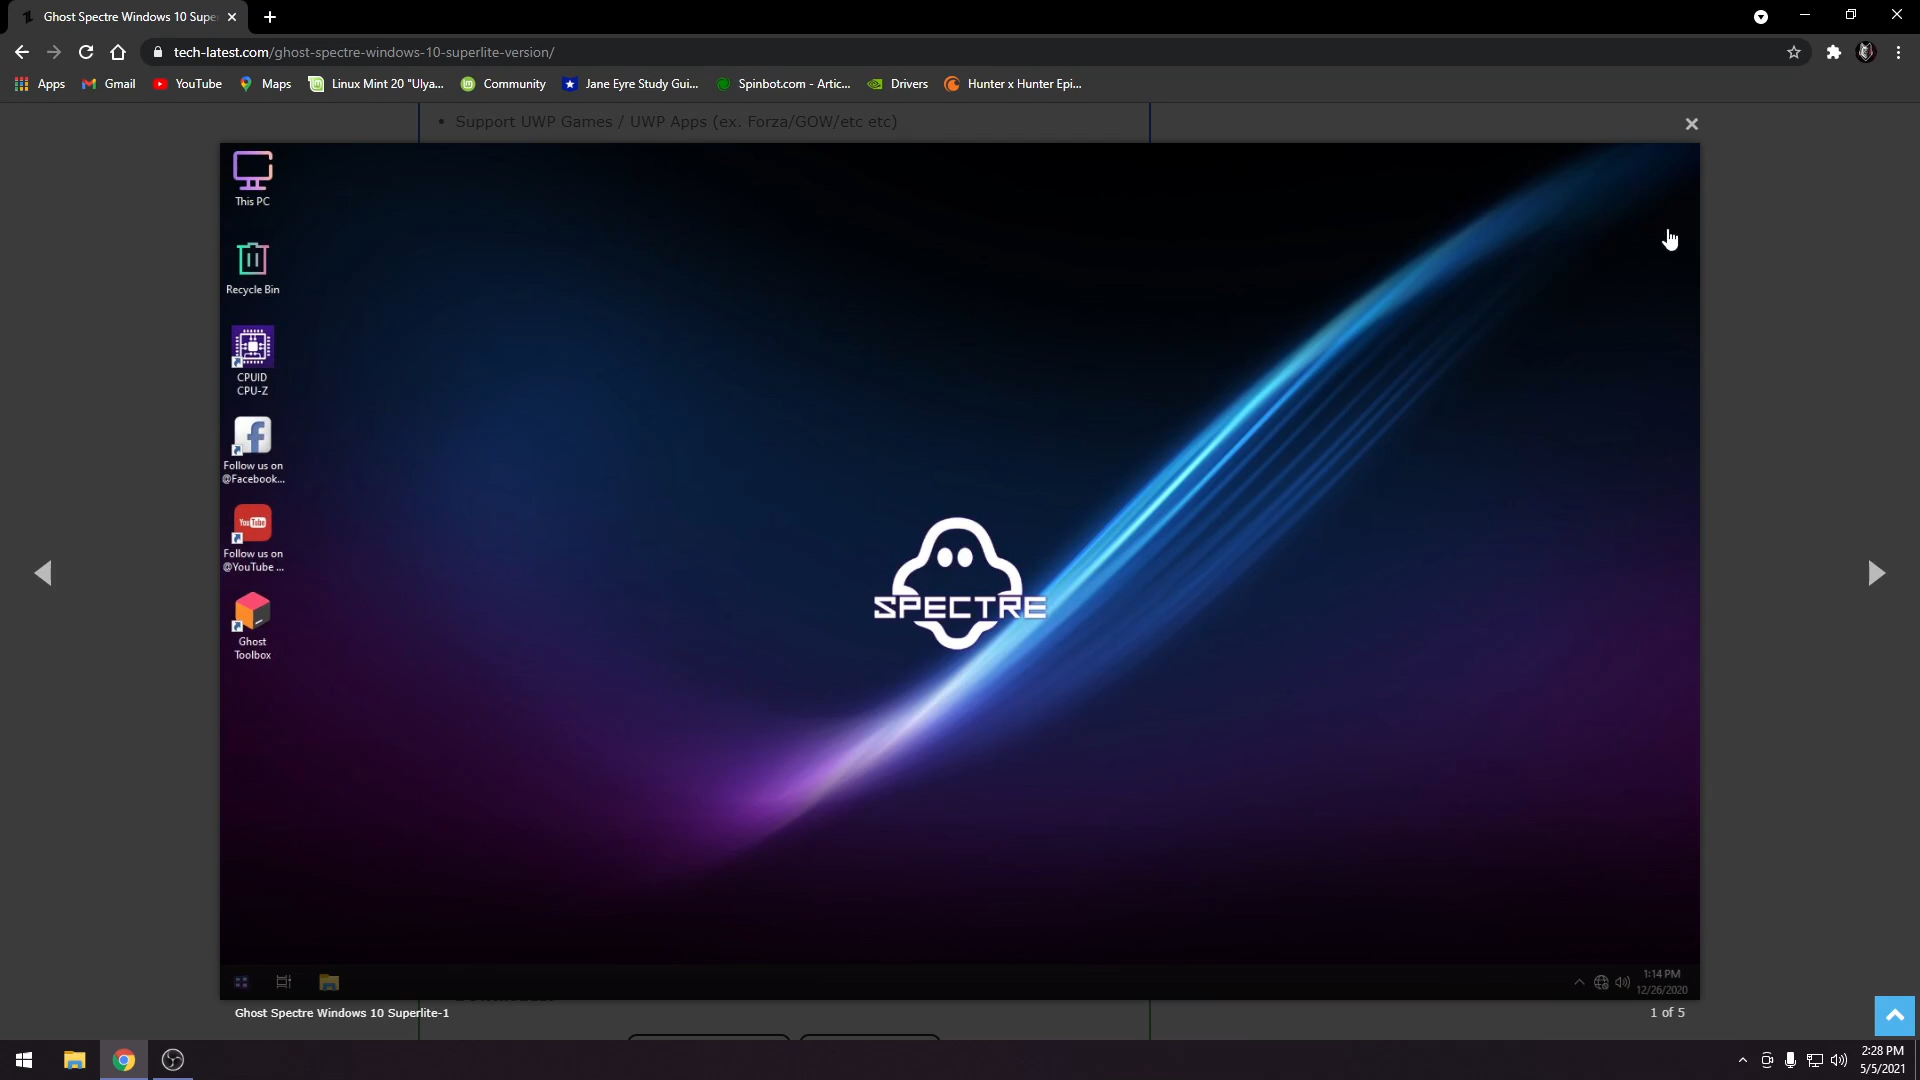 Ghost Spectre Windows 10 Supe
tech-latest.com/ghost-spectre-windows-10-superlite-version/
Apps Gmail YouTube Maps Linux Mint 20 "Ulya... Community Jane Eyre Study Gui... Spinbot.com - Artic... Drivers Hunter x Hunter Epi...
• Support UWP Games / UWP Apps (ex. Forza/GOW/etc etc)
This PC
Recycle Bin
CPUID
CPU-Z
Follow us on
@Facebook...
You Tube
Follow us on
@YouTube ...
Ghost
Toolbox
SPECTRE
1:14 PM
12/26/2020
Ghost Spectre Windows 10 Superlite-1
1 of 5
2:28 PM
5/5/2021